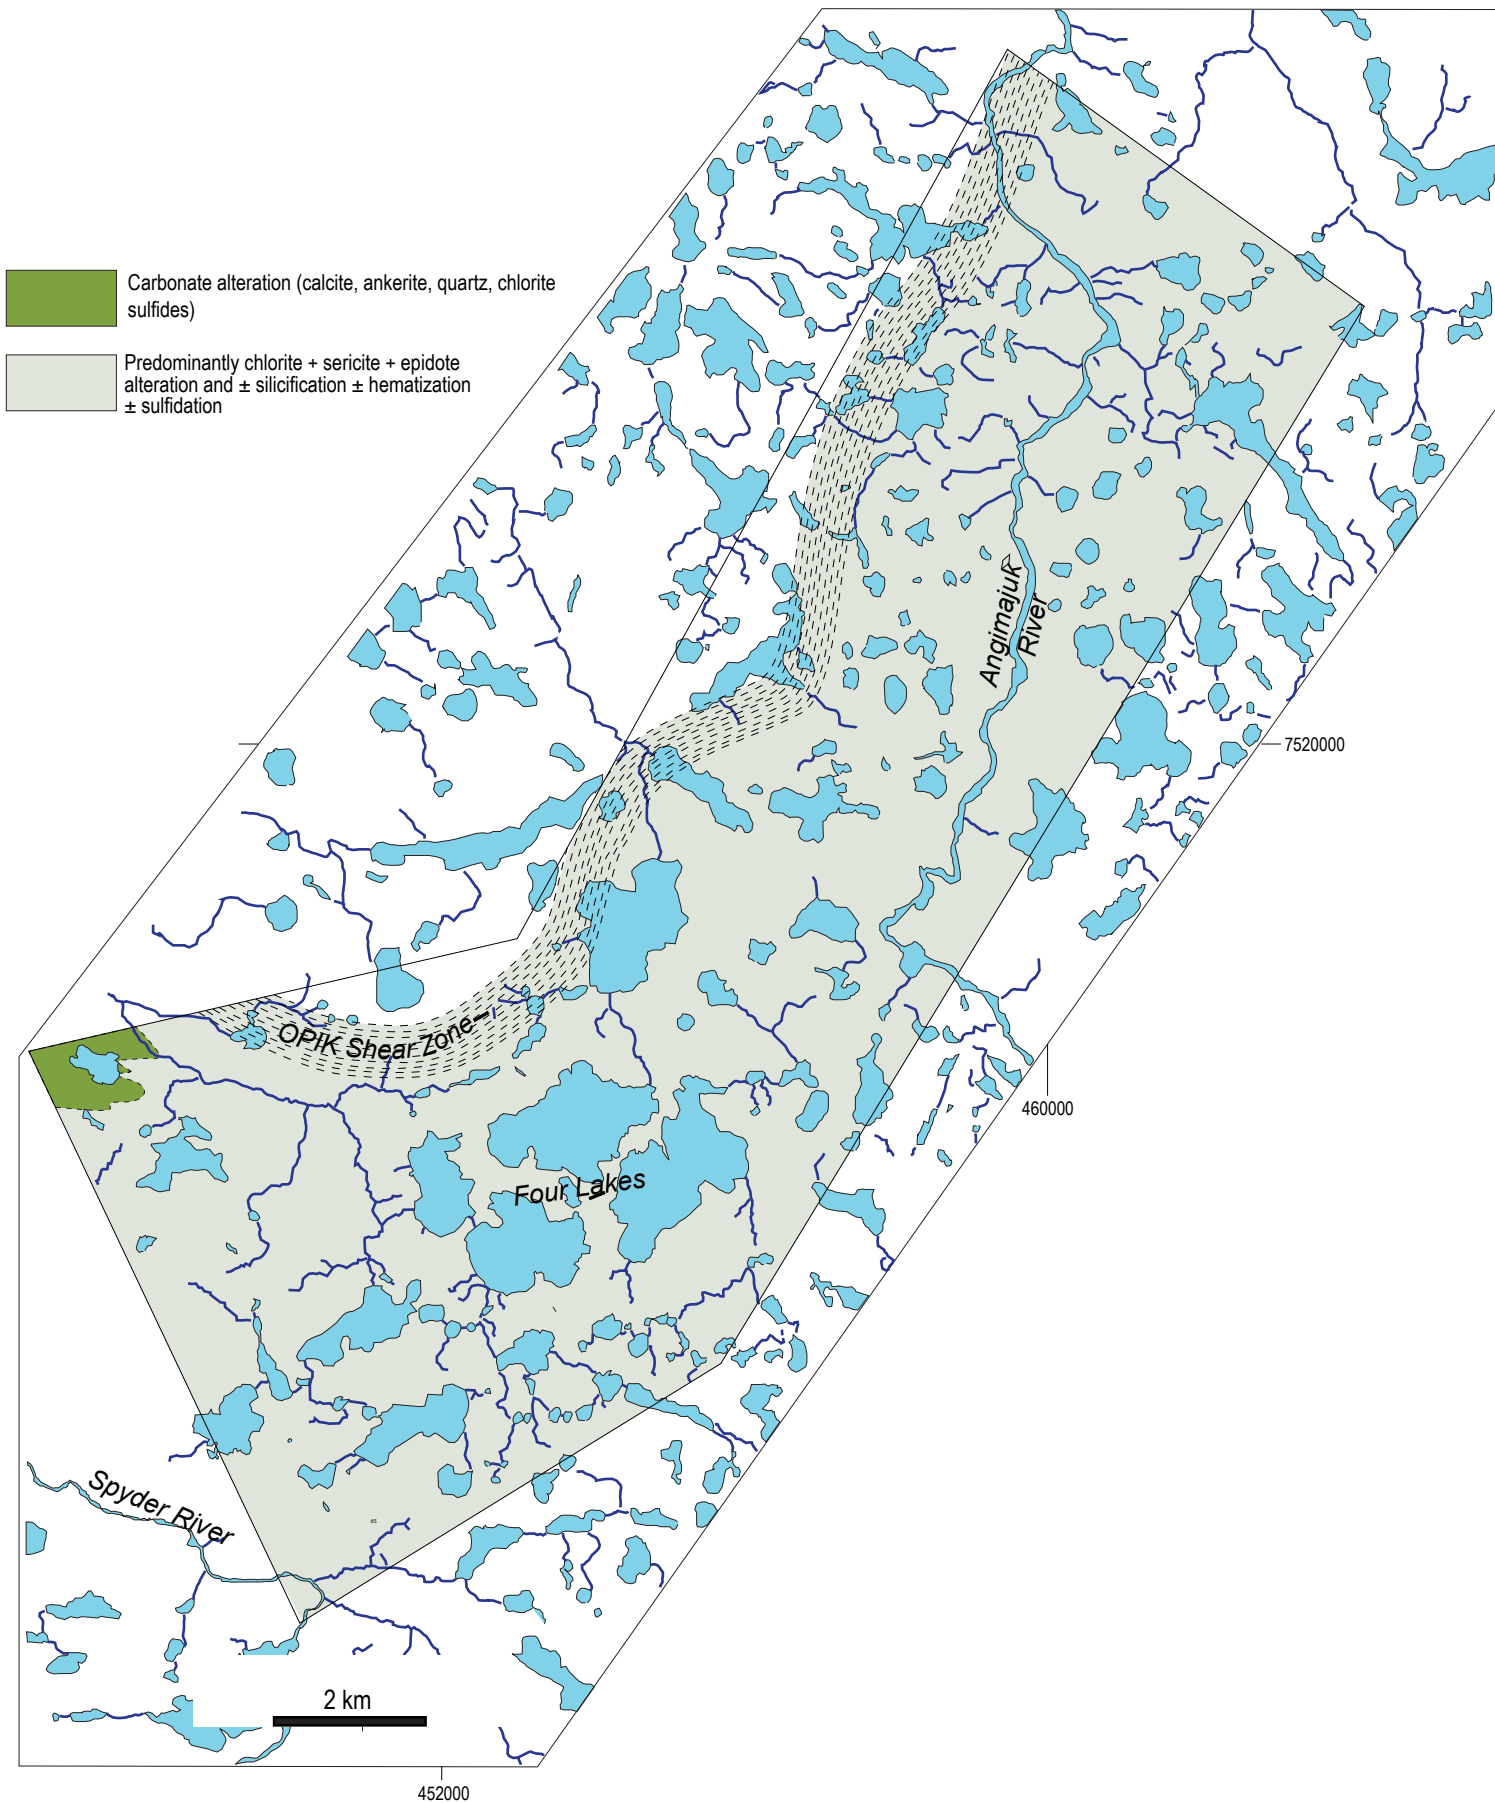 Carbonate alteration (calcite, ankerite, quartz, chlorite
sulfides)
Predominantly chlorite + sericite + epidote
alteration and ± silicification ± hematization
± sulfidation
Angimajuk
River
7520000
OPIK Shear Zone
460000
Four Lakes
Spyder River
65
2 km
452000